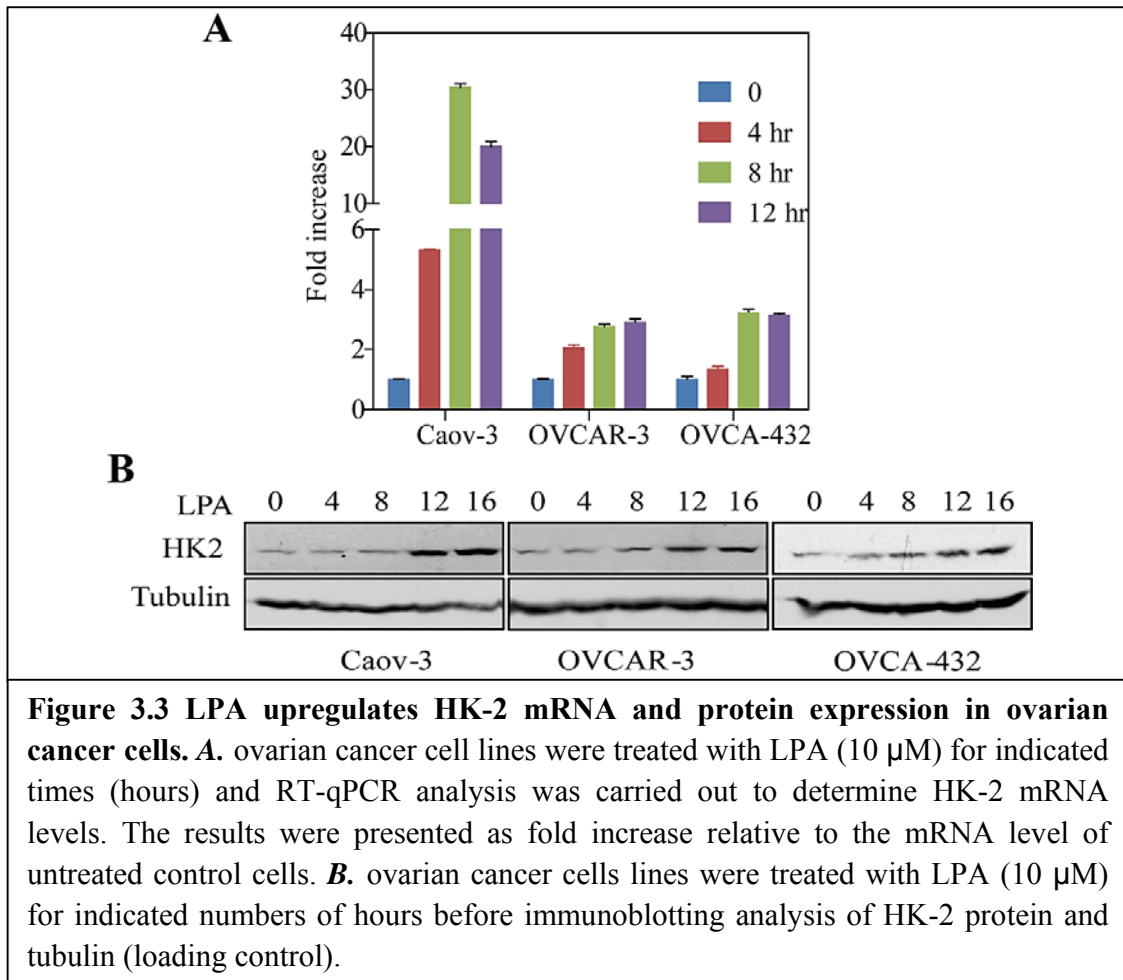 A
40
30
20
10
6
4
2
0
Fold increase
0
4 hr
8 hr
12 hr
Caov-3 OVCAR-3 OVCA-432
B
LPA 0 4 8 12 16 0 4 8 12 16 0 4 8 12 16
HK2
Tubulin
Caov-3 OVCAR-3 OVCA-432
Figure 3.3 LPA upregulates HK-2 mRNA and protein expression in ovarian
cancer cells. A. ovarian cancer cell lines were treated with LPA (10 μM) for indicated
times (hours) and RT-qPCR analysis was carried out to determine HK-2 mRNA
levels. The results were presented as fold increase relative to the mRNA level of
untreated control cells. B. ovarian cancer cells lines were treated with LPA (10 μM)
for indicated numbers of hours before immunoblotting analysis of HK-2 protein and
tubulin (loading control).